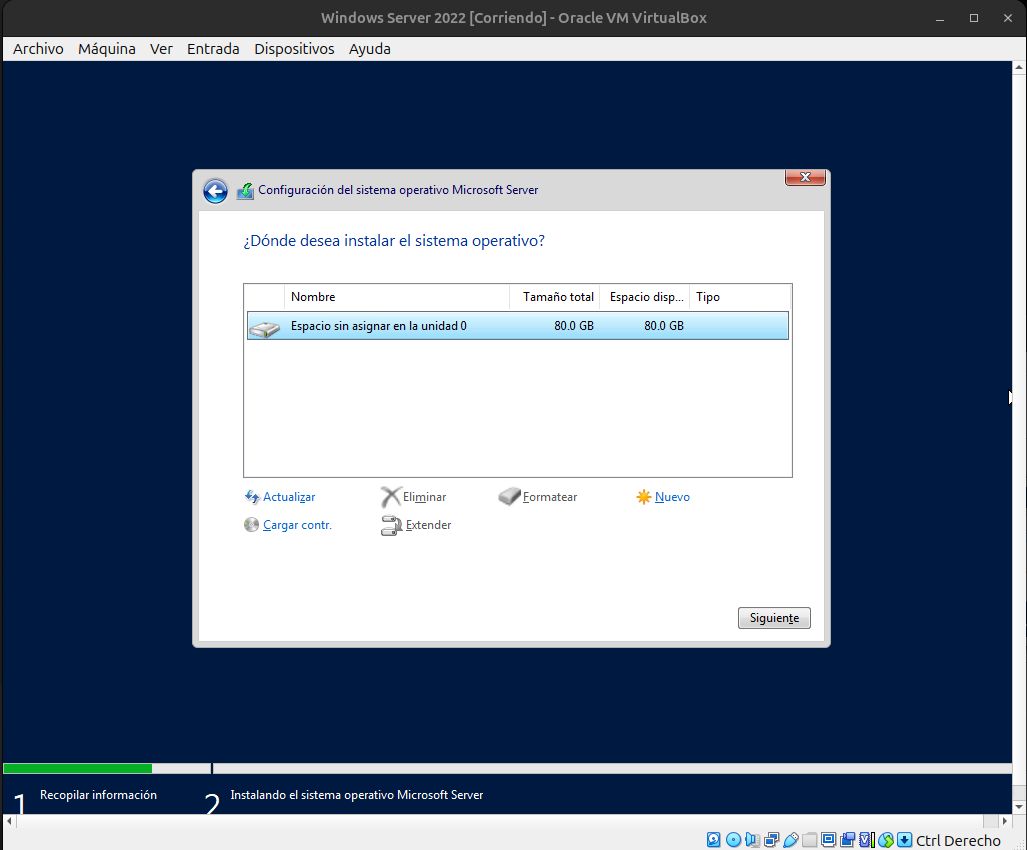 Windows Server 2022 [Corriendo] - Oracle VM VirtualBox
Archivo Máquina Ver Entrada Dispositivos Ayuda
Configuración del sistema operativo Microsoft Server
¿Dónde desea instalar el sistema operativo?
Nombre Tamaño total Espacio disp... Tipo
Espacio sin asignar en la unidad 0 80.0 GB 80.0 GB
Actualizar Eliminar Formatear Nuevo
Cargar contr. Extender
Siguiente
1 Recopilar información 2 Instalando el sistema operativo Microsoft Server
Ctrl Derecho